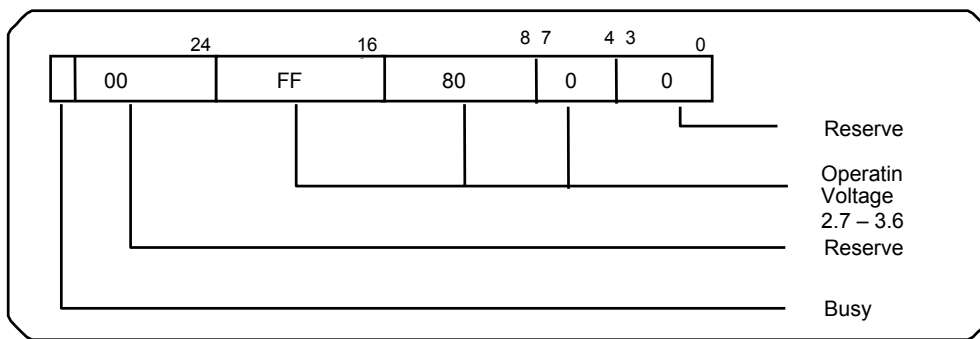 24 16 8 7 4 3 0
00 FF 80 0 0
Reserve
Operatin
Voltage
2.7 – 3.6
Reserve
Busy